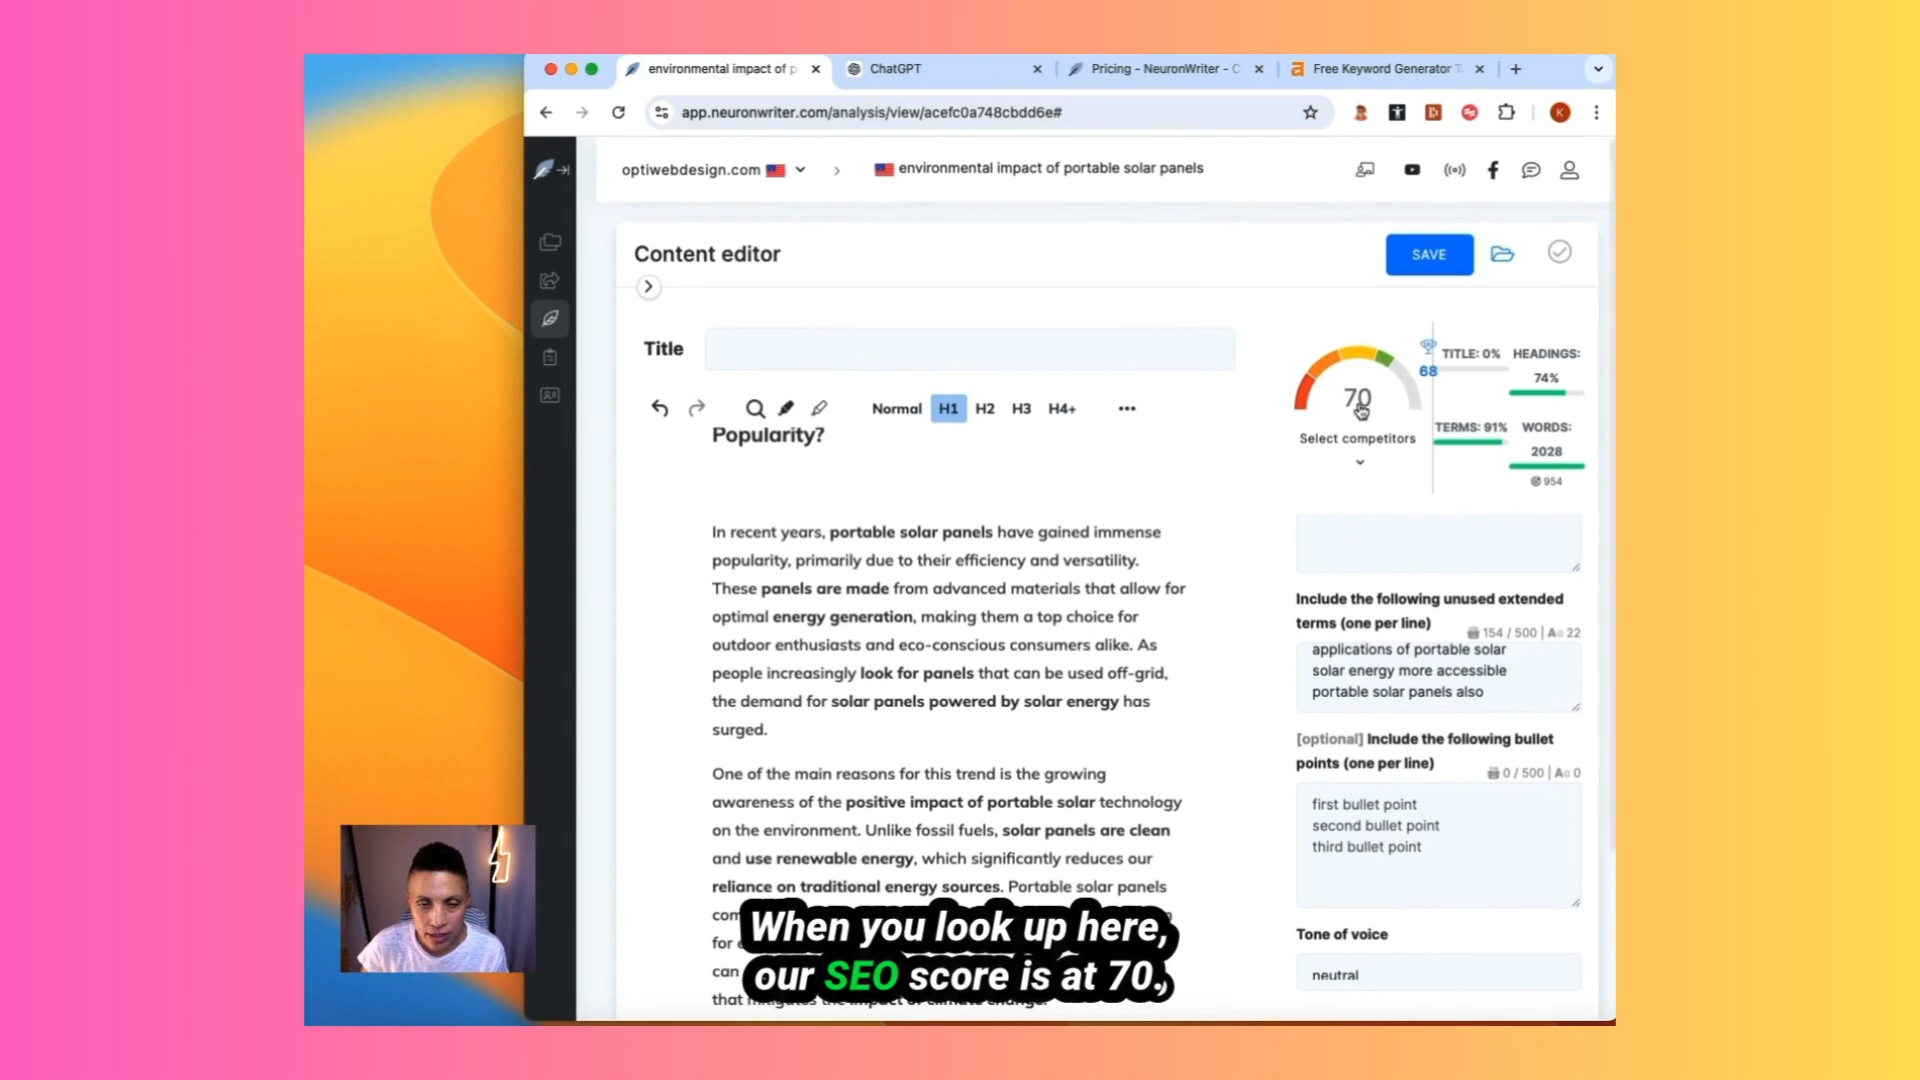 environmental impact of p
ChatGPT
Pricing - NeuronWriter - C
Free Keyword Generator T
app.neuronwriter.com/analysis/view/acefc0a748cbdd6e#
K
optiwebdesign.com
environmental impact of portable solar panels
Content editor
SAVE
Title
Normal H1 H2 H3 H4+
68
TITLE: 0%
HEADINGS:
74%
70
Select competitors
TERMS: 91%
WORDS:
2028
954
Popularity?
In recent years, portable solar panels have gained immense
popularity, primarily due to their efficiency and versatility.
These panels are made from advanced materials that allow for
optimal energy generation, making them a top choice for
outdoor enthusiasts and eco-conscious consumers alike. As
people increasingly look for panels that can be used off-grid,
the demand for solar panels powered by solar energy has
surged.
One of the main reasons for this trend is the growing
awareness of the positive impact of portable solar technology
on the environment. Unlike fossil fuels, solar panels are clean
and use renewable energy, which significantly reduces our
reliance on traditional energy sources. Portable solar panels
com
for
can
that
Include the following unused extended
terms (one per line)
154 / 500 | A 22
applications of portable solar
solar energy more accessible
portable solar panels also
[optional] Include the following bullet
points (one per line)
0 / 500 | A 0
first bullet point
second bullet point
third bullet point
Tone of voice
neutral
When you look up here,
our SEO score is at 70.,